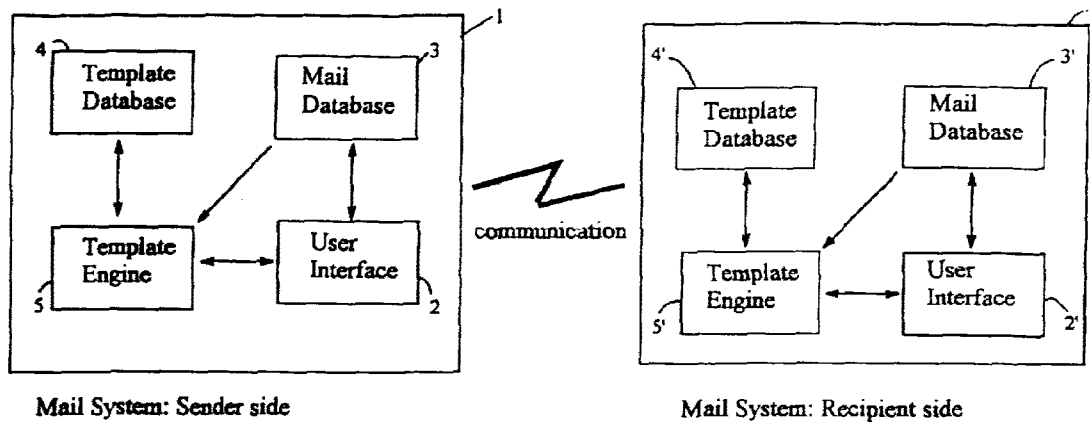 1
4
Template
Database
3
Mail
Database
Template
Engine
5
User
Interface
2
communication
4'
Template
Database
3'
Mail
Database
Template
Engine
5'
User
Interface
2'
Mail System: Sender side
Mail System: Recipient side